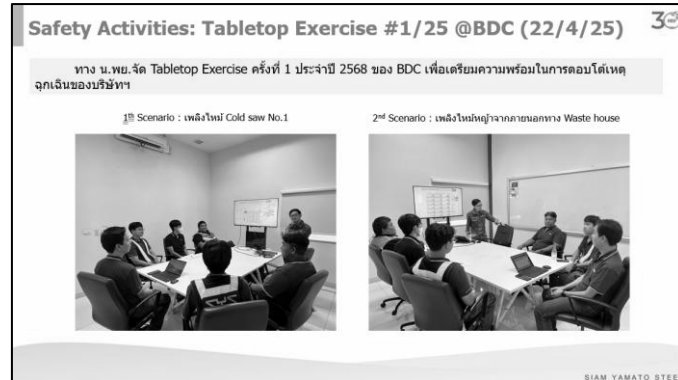 Safety Activities: Tabletop Exercise #1/25 @BDC (22/4/25)
ทาง น.พย.จัด Tabletop Exercise ครั้งที่ 1 ประจำปี 2568 ของ BDC เพื่อเตรียมความพร้อมในการตอบโต้เหตุ
ฉุกเฉินของบริษัทฯ
1st Scenario : เพลิงไหม้ Cold saw No.1
2nd Scenario : เพลิงไหม้หญ้าจากภายนอกทาง Waste house
SIAM YAMATO STEE